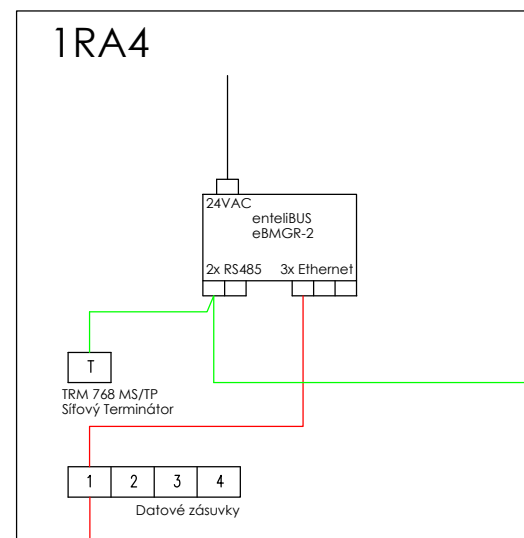 1RA4
24VAC
enteliBUS
eBMGR-2
2x RS485 3x Ethernet
T
TRM 768 MS/TP
Síťový Terminátor
1 2 3 4
Datové zásuvky